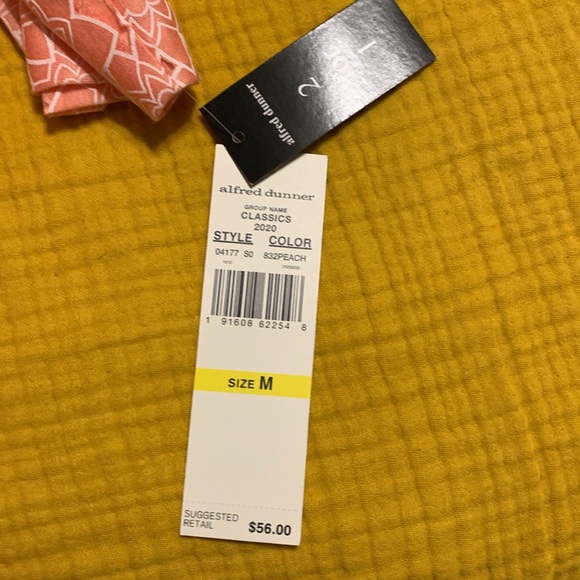 alfred dunner
alfred dunner
GROUP NAME
CLASSICS
2020
STYLE COLOR
04177 S0 832PEACH
1 91608 62254 8
SIZE M
SUGGESTED
RETAIL $56.00